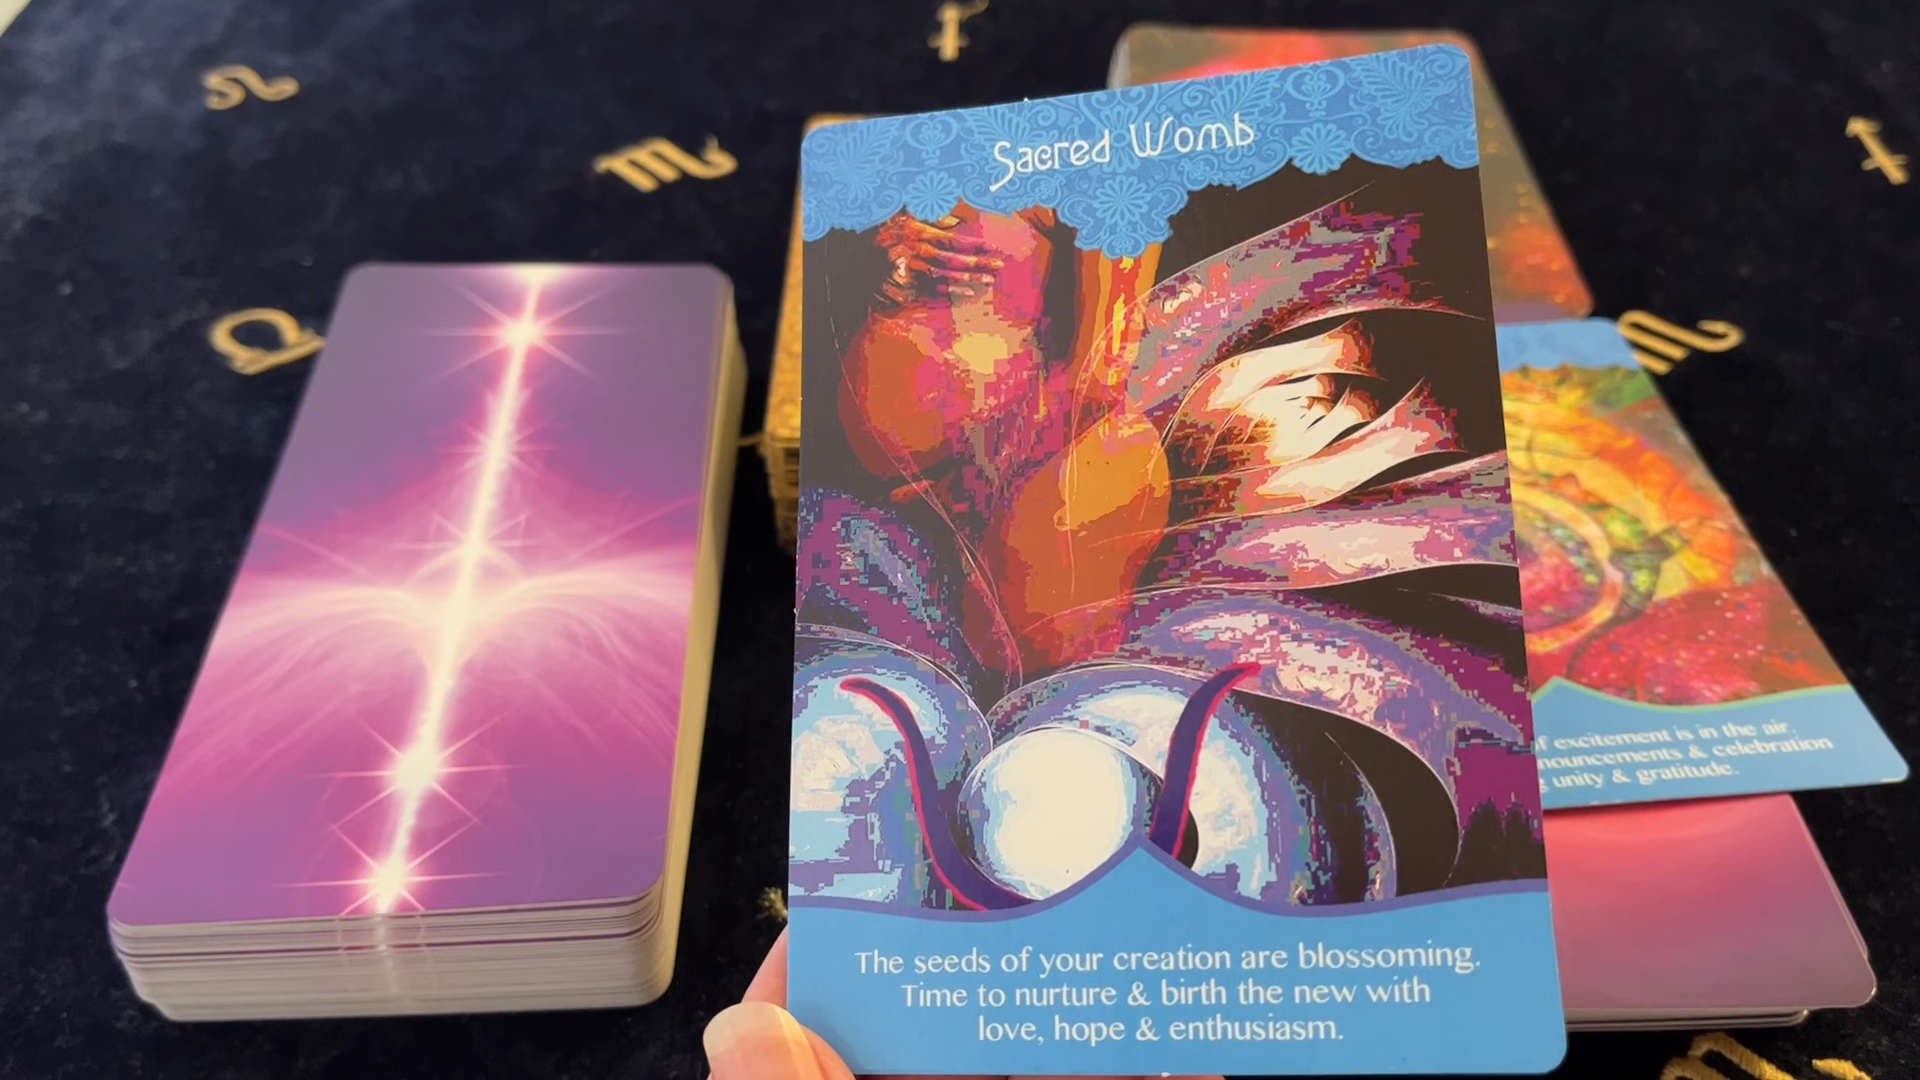 Sacred Womb
The seeds of your creation are blossoming.
Time to nurture & birth the new with
love, hope & enthusiasm.
excitement is in the air.
& celebration
unity & gratitude.